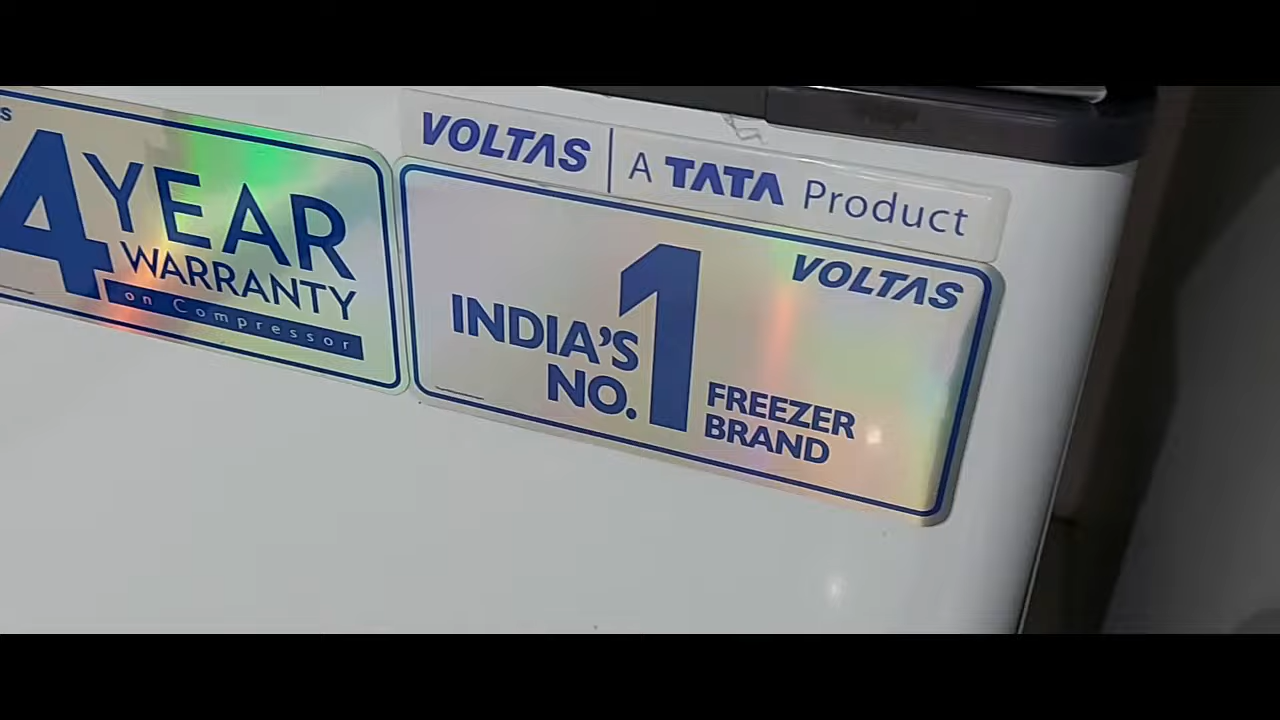 VOLTAS | A TATA Product
S
4 YEAR
WARRANTY
on Compressor
VOLTAS
INDIA'S
NO. 1
FREEZER
BRAND